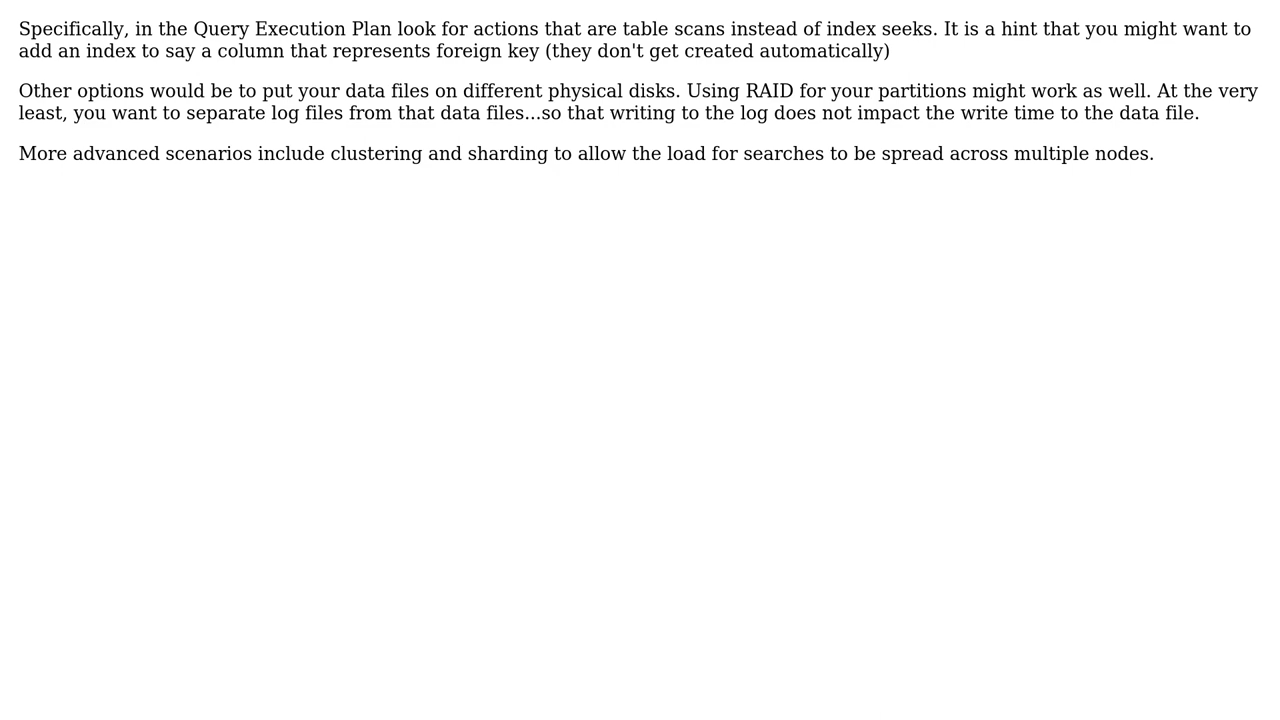 Specifically, in the Query Execution Plan look for actions that are table scans instead of index seeks. It is a hint that you might want to
add an index to say a column that represents foreign key (they don't get created automatically)
Other options would be to put your data files on different physical disks. Using RAID for your partitions might work as well. At the very
least, you want to separate log files from that data files...so that writing to the log does not impact the write time to the data file.
More advanced scenarios include clustering and sharding to allow the load for searches to be spread across multiple nodes.